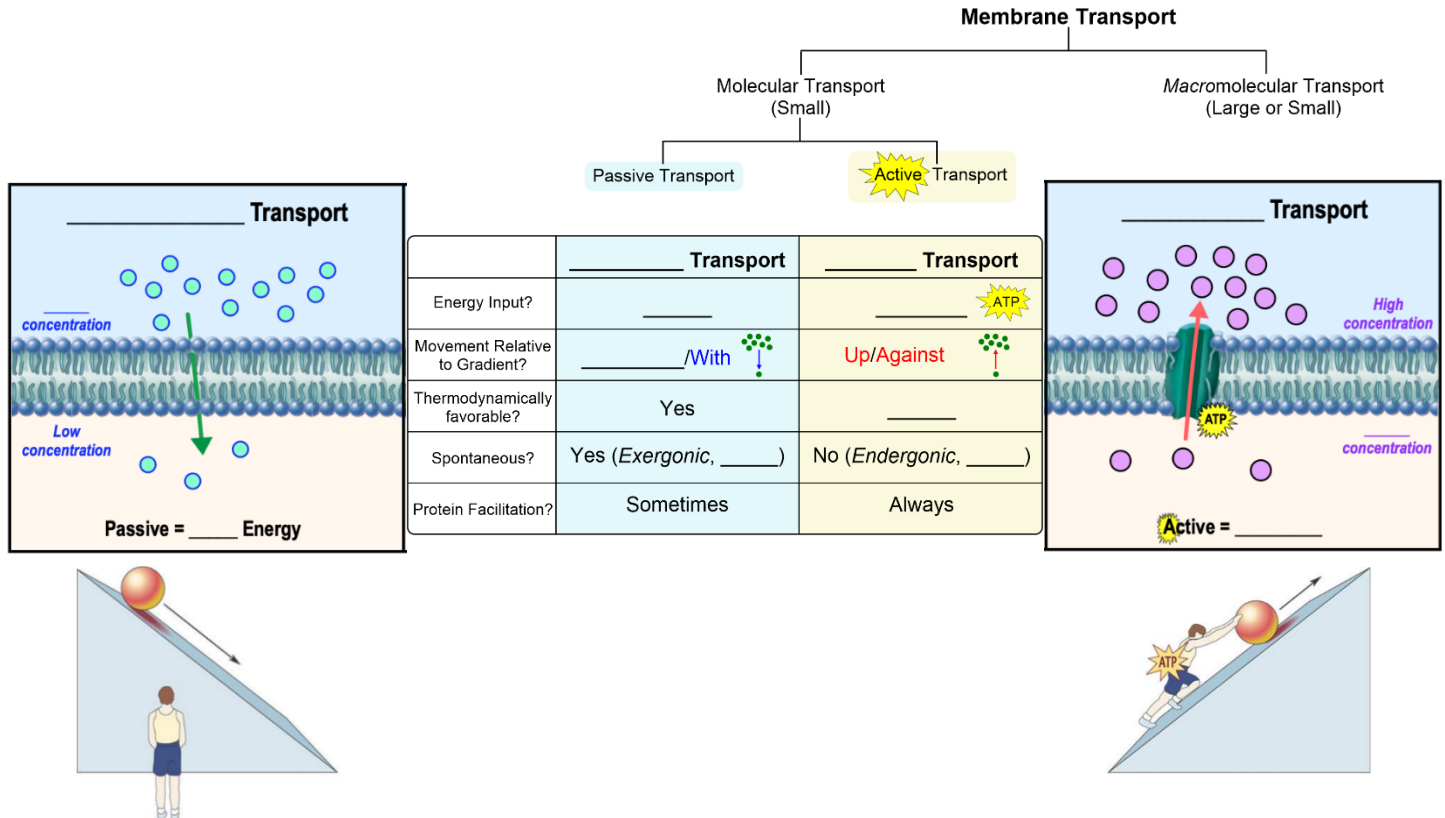 Membrane Transport
Molecular Transport
(Small)
Macromolecular Transport
(Large or Small)
Passive Transport
Active Transport
_______________ Transport
______
concentration
Low
concentration
Passive = _____ Energy
__________ Transport
________ Transport
Energy Input?
______
________
ATP
Movement Relative
to Gradient?
_________/With
Up/Against
Thermodynamically
favorable?
Yes
______
Spontaneous?
Yes (Exergonic, _____)
No (Endergonic, _____)
Protein Facilitation?
Sometimes
Always
____________ Transport
High
concentration
ATP
______
concentration
Active = _________
ATP